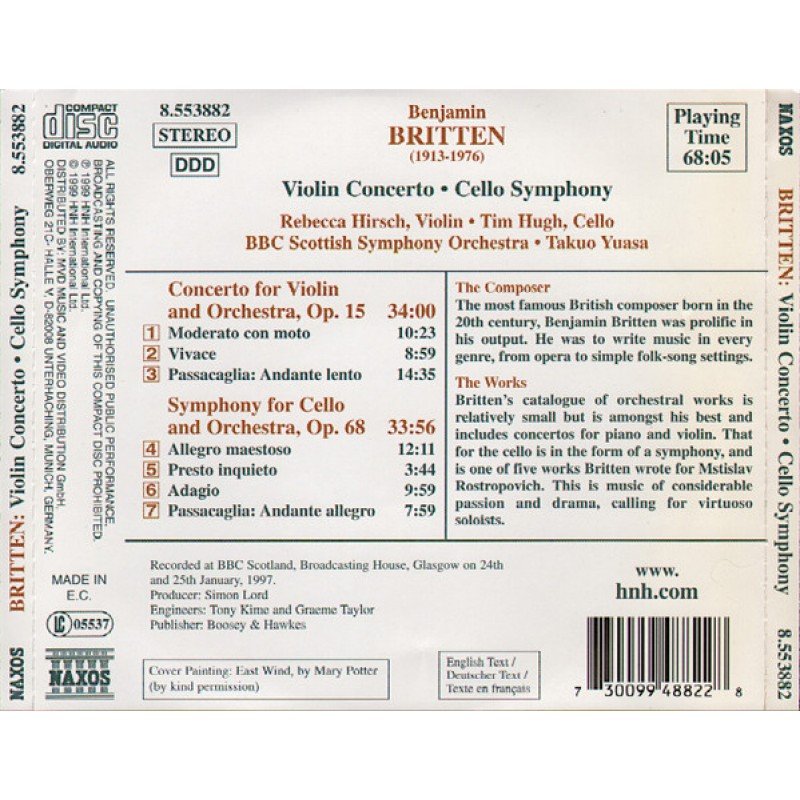 8.553882
BRITTEN: Violin Concerto • Cello Symphony
NAXOS
COMPACT
disc
DIGITAL AUDIO
ALL RIGHTS RESERVED. UNAUTHORISED PUBLIC PERFORMANCE,
BROADCASTING AND COPYING OF THIS COMPACT DISC PROHIBITED.
℗ 1999 HNH International Ltd.
© 1999 HNH International Ltd.
DISTRIBUTED BY: MVD MUSIC AND VIDEO DISTRIBUTION GmbH,
OBERWEG 21C- HALLE V, D-82008 UNTERHACHING, MUNICH, GERMANY.
MADE IN
E.C.
LC 05537
NAXOS
8.553882
STEREO
DDD
Benjamin
BRITTEN
(1913-1976)
Playing
Time
68:05
Violin Concerto • Cello Symphony
Rebecca Hirsch, Violin • Tim Hugh, Cello
BBC Scottish Symphony Orchestra • Takuo Yuasa
Concerto for Violin
and Orchestra, Op. 15 34:00
1 Moderato con moto 10:23
2 Vivace 8:59
3 Passacaglia: Andante lento 14:35
Symphony for Cello
and Orchestra, Op. 68 33:56
4 Allegro maestoso 12:11
5 Presto inquieto 3:44
6 Adagio 9:59
7 Passacaglia: Andante allegro 7:59
The Composer
The most famous British composer born in the
20th century, Benjamin Britten was prolific in
his output. He was to write music in every
genre, from opera to simple folk-song settings.
The Works
Britten's catalogue of orchestral works is
relatively small but is amongst his best and
includes concertos for piano and violin. That
for the cello is in the form of a symphony, and
is one of five works Britten wrote for Mstislav
Rostropovich. This is music of considerable
passion and drama, calling for virtuoso
soloists.
Recorded at BBC Scotland, Broadcasting House, Glasgow on 24th
and 25th January, 1997.
Producer: Simon Lord
Engineers: Tony Kime and Graeme Taylor
Publisher: Boosey & Hawkes
Cover Painting: East Wind, by Mary Potter
(by kind permission)
English Text /
Deutscher Text /
Texte en français
www.
hnh.com
7 30099 48822 8
NAXOS
BRITTEN: Violin Concerto • Cello Symphony
8.553882